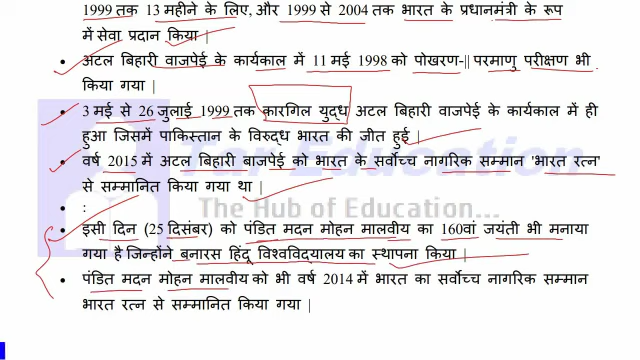 1999 तक 13 महीने के लिए, और 1999 से 2004 तक भारत के प्रधानमंत्री के रूप
में सेवा प्रदान किया |
• अटल बिहारी वाजपेई के कार्यकाल में 11 मई 1998 को पोखरण-|| परमाणु परीक्षण भी
किया गया |
• 3 मई से 26 जुलाई 1999 तक कारगिल युद्ध अटल बिहारी वाजपेई के कार्यकाल में ही
हुआ जिसमें पाकिस्तान के विरुद्ध भारत की जीत हुई |
Tar Education
• वर्ष 2015 में अटल बिहारी बाजपेई को भारत के सर्वोच्च नागरिक सम्मान 'भारत रत्न'
से सम्मानित किया गया था |
The Hub of Education...
• :
• इसी दिन (25 दिसंबर) को पंडित मदन मोहन मालवीय का 160वां जयंती भी मनाया
गया है जिन्होंने बनारस हिंदू विश्वविद्यालय का स्थापना किया |
• पंडित मदन मोहन मालवीय को भी वर्ष 2014 में भारत का सर्वोच्च नागरिक सम्मान
भारत रत्न से सम्मानित किया गया |